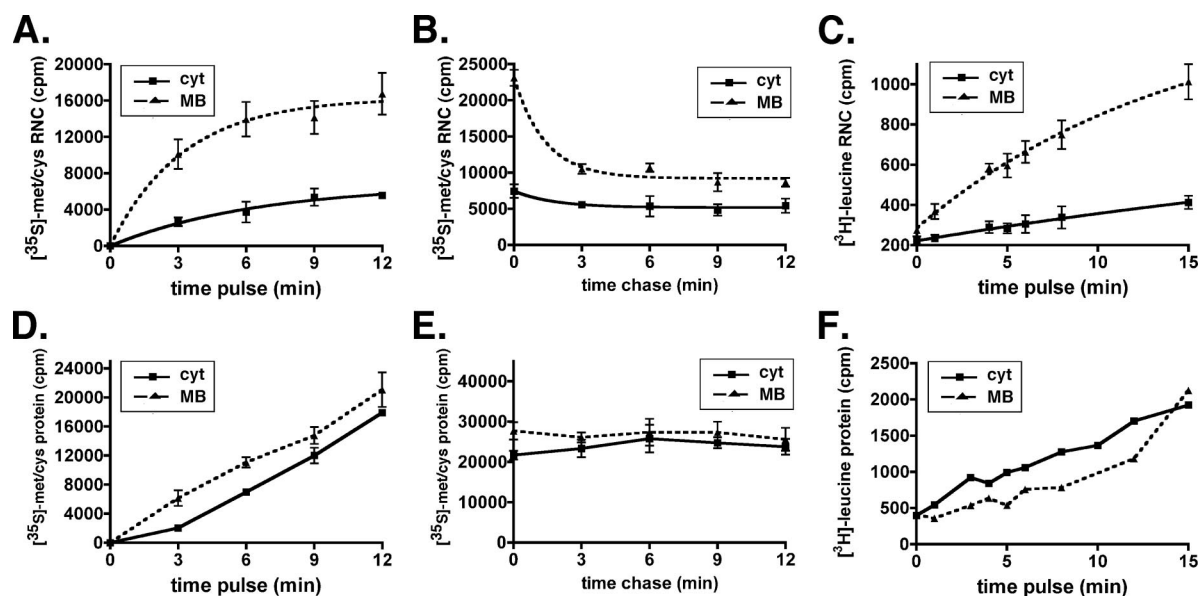 A.
[35S]-met/cys RNC (cpm)
20000
16000
12000
8000
4000
0
cyt
MB
0 3 6 9 12
time pulse (min)
B.
[35S]-met/cys RNC (cpm)
25000
20000
15000
10000
5000
0
cyt
MB
0 3 6 9 12
time chase (min)
C.
[3H]-leucine RNC (cpm)
1000
800
600
400
200
cyt
MB
0 5 10 15
time pulse (min)
D.
[35S]-met/cys protein (cpm)
24000
20000
16000
12000
8000
4000
0
cyt
MB
0 3 6 9 12
time pulse (min)
E.
[35S]-met/cys protein (cpm)
40000
30000
20000
10000
0
cyt
MB
0 3 6 9 12
time chase (min)
F.
[3H]-leucine protein (cpm)
2500
2000
1500
1000
500
0
cyt
MB
0 5 10 15
time pulse (min)